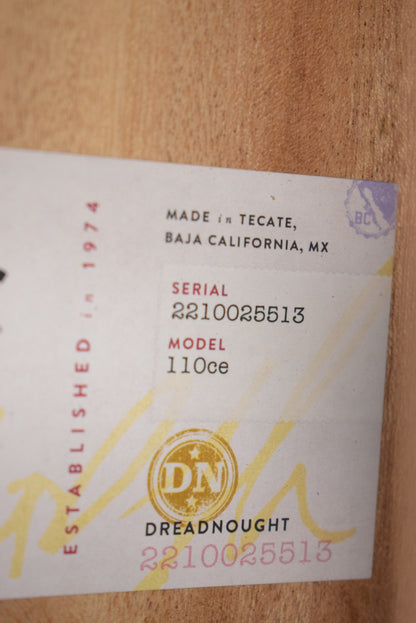 ESTABLISHED in 1974
MADE in TECATE,
BAJA CALIFORNIA, MX
BC
SERIAL
2210025513
MODEL
110ce
DN
DREADNOUGHT
2210025513